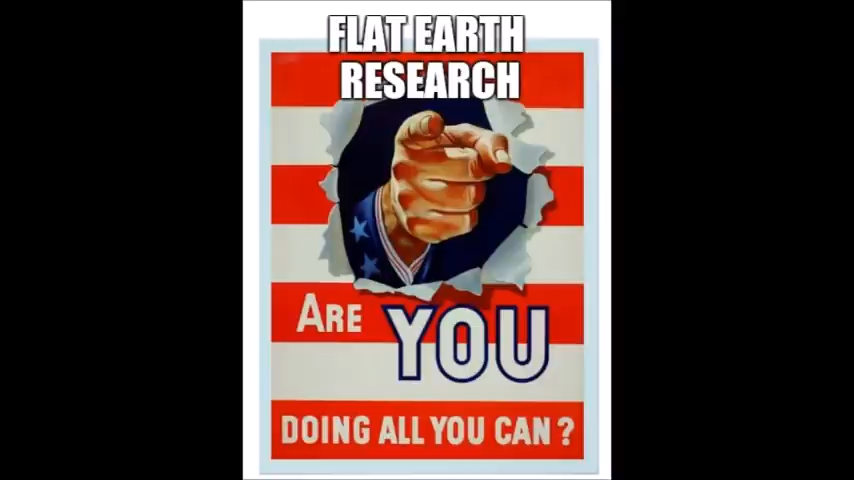 FLAT EARTH
RESEARCH
ARE YOU
DOING ALL YOU CAN?